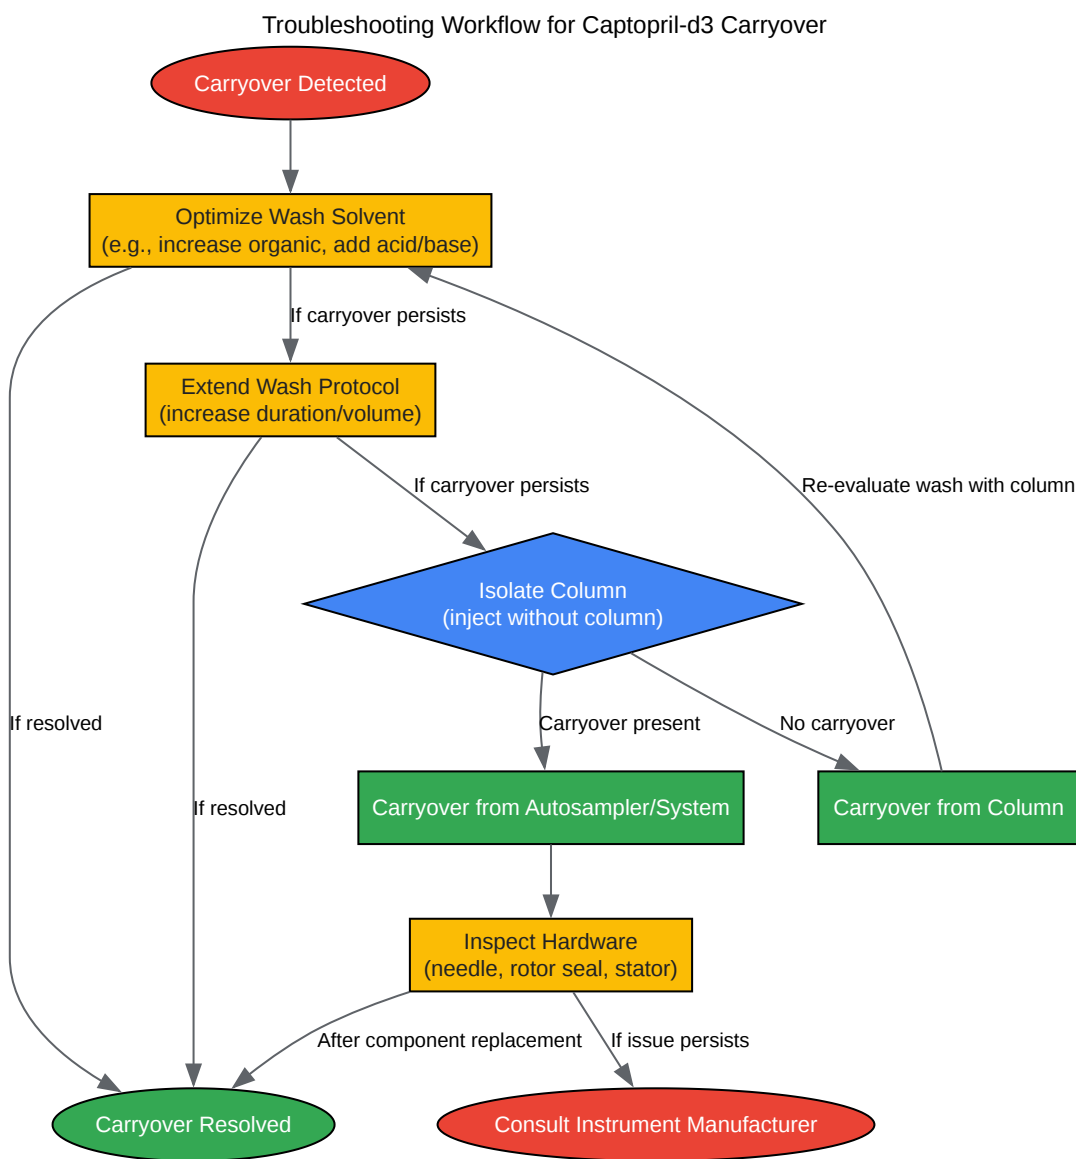 Troubleshooting Workflow for Captopril-d3 Carryover
Carryover Detected
Optimize Wash Solvent
(e.g., increase organic, add acid/base)
If carryover persists
Extend Wash Protocol
(increase duration/volume)
If carryover persists
Re-evaluate wash with column
Isolate Column
(inject without column)
If resolved
Carryover present
No carryover
If resolved
Carryover from Autosampler/System
Carryover from Column
Inspect Hardware
(needle, rotor seal, stator)
After component replacement
If issue persists
Carryover Resolved
Consult Instrument Manufacturer